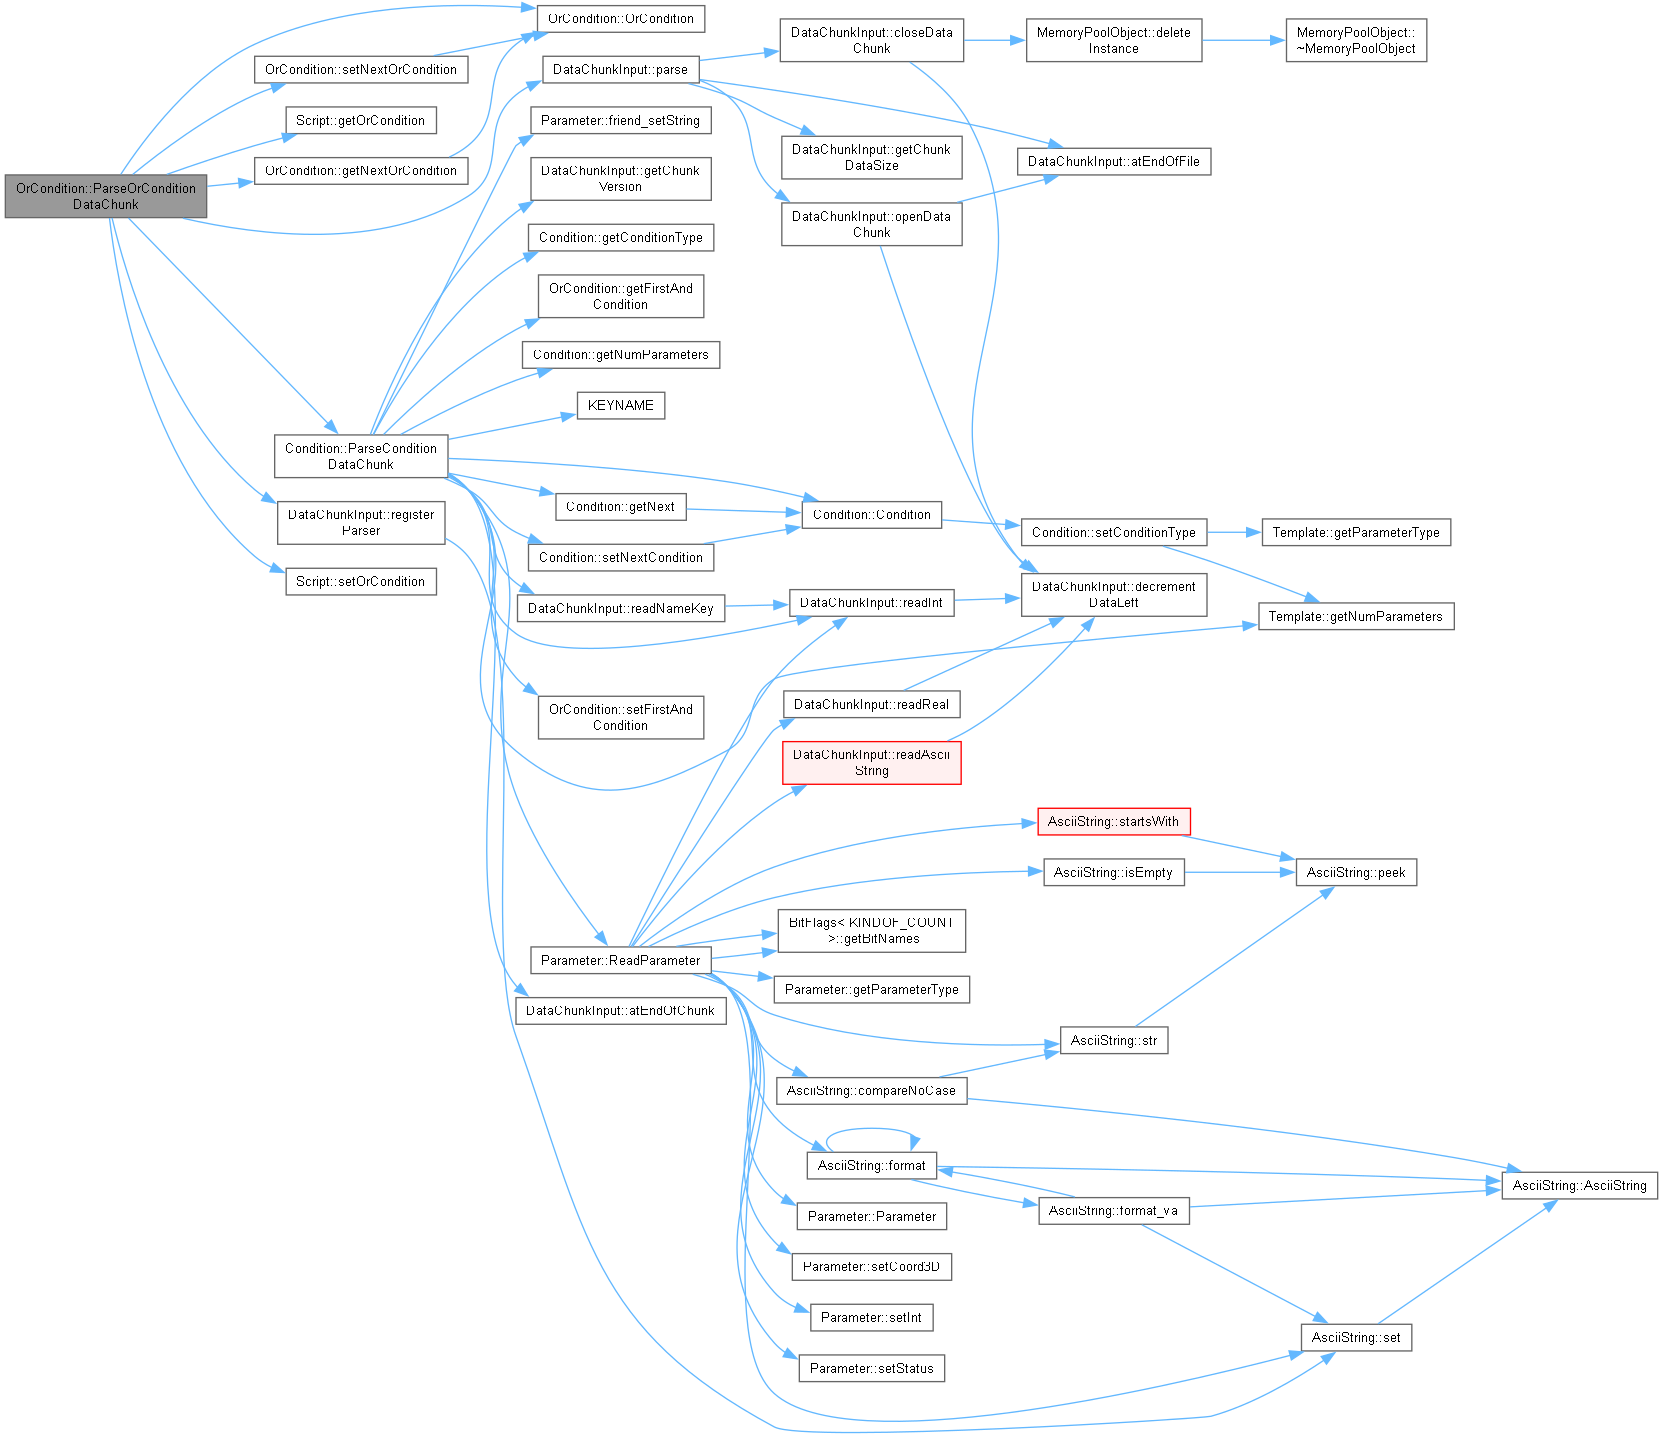 OrCondition::ParseOrCondition
DataChunk
OrCondition::OrCondition
OrCondition::setNextOrCondition
Script::getOrCondition
OrCondition::getNextOrCondition
DataChunkInput::parse
DataChunkInput::closeData
Chunk
MemoryPoolObject::delete
Instance
MemoryPoolObject::
~MemoryPoolObject
Parameter::friend_setString
DataChunkInput::getChunk
DataSize
DataChunkInput::atEndOfFile
DataChunkInput::getChunk
Version
DataChunkInput::openData
Chunk
Condition::getConditionType
OrCondition::getFirstAnd
Condition
Condition::getNumParameters
KEYNAME
Condition::ParseCondition
DataChunk
DataChunkInput::register
Parser
Script::setOrCondition
Condition::getNext
Condition::Condition
Condition::setConditionType
Template::getParameterType
Condition::setNextCondition
DataChunkInput::readNameKey
DataChunkInput::readInt
DataChunkInput::decrement
DataLeft
Template::getNumParameters
OrCondition::setFirstAnd
Condition
DataChunkInput::readReal
DataChunkInput::readAscii
String
AsciiString::startsWith
AsciiString::isEmpty
AsciiString::peek
BitFlags< KINDOF_COUNT
>::getBitNames
Parameter::ReadParameter
Parameter::getParameterType
DataChunkInput::atEndOfChunk
AsciiString::str
AsciiString::compareNoCase
AsciiString::format
AsciiString::AsciiString
AsciiString::format_va
Parameter::Parameter
Parameter::setCoord3D
Parameter::setInt
AsciiString::set
Parameter::setStatus